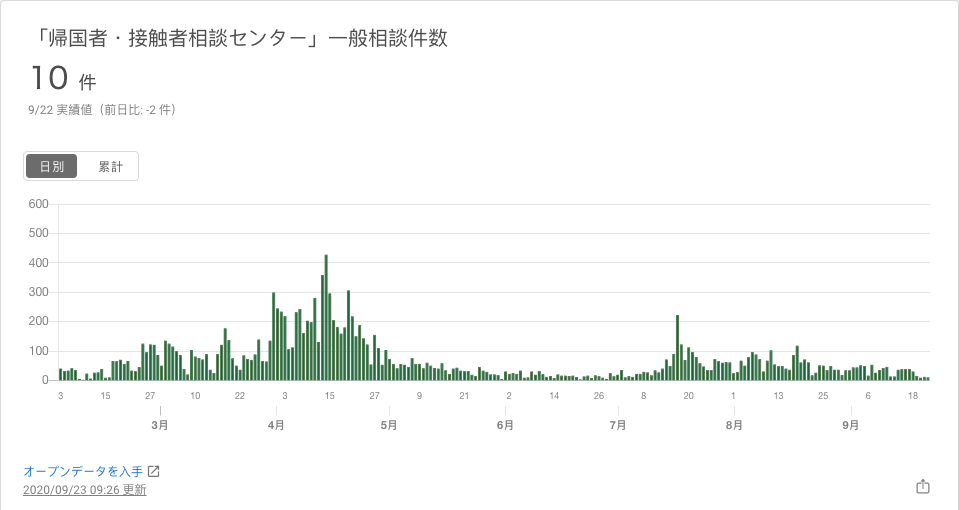 「帰国者・接触者相談センター」一般相談件数
10 件
9/22 実績値（前日比: -2 件）
日別 累計
600
500
400
300
200
100
0
3 15 27 10 22 3 15 27 9 21 2 14 26 8 20 1 13 25 6 18
3月 4月 5月 6月 7月 8月 9月
オープンデータを入手
2020/09/23 09:26 更新